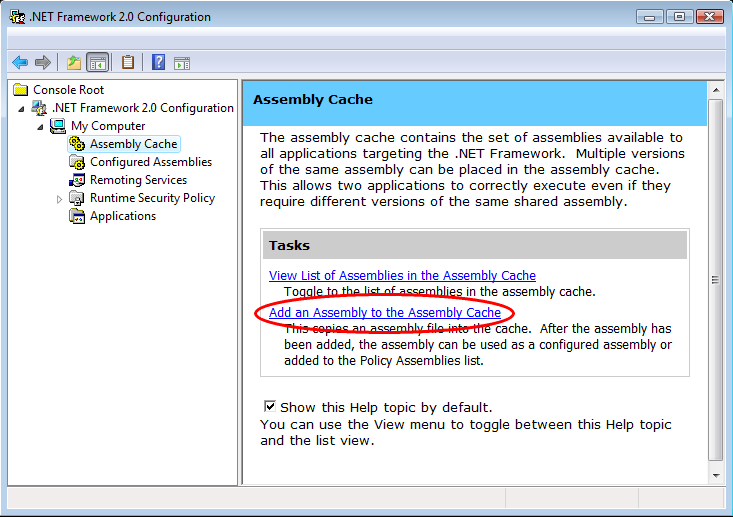 .NET Framework 2.0 Configuration
Console Root
.NET Framework 2.0 Configuration
My Computer
Assembly Cache
Configured Assemblies
Remoting Services
Runtime Security Policy
Applications
Assembly Cache
The assembly cache contains the set of assemblies available to
all applications targeting the .NET Framework.  Multiple versions
of the same assembly can be placed in the assembly cache.
This allows two applications to correctly execute even if they
require different versions of the same shared assembly.
Tasks
View List of Assemblies in the Assembly Cache
Toggle to the list of assemblies in the assembly cache.
Add an Assembly to the Assembly Cache
This copies an assembly file into the cache.  After the assembly has
been added, the assembly can be used as a configured assembly or
added to the Policy Assemblies list.
Show this Help topic by default.
You can use the View menu to toggle between this Help topic
and the list view.